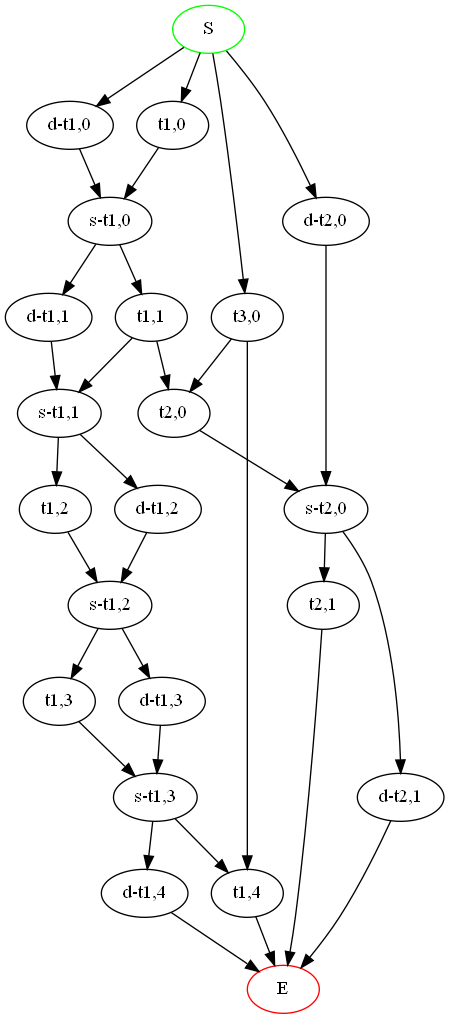 S
d-t1,0
t1,0
s-t1,0
d-t2,0
d-t1,1
t1,1
t3,0
s-t1,1
t2,0
t1,2
d-t1,2
s-t2,0
s-t1,2
t2,1
t1,3
d-t1,3
s-t1,3
d-t2,1
d-t1,4
t1,4
E